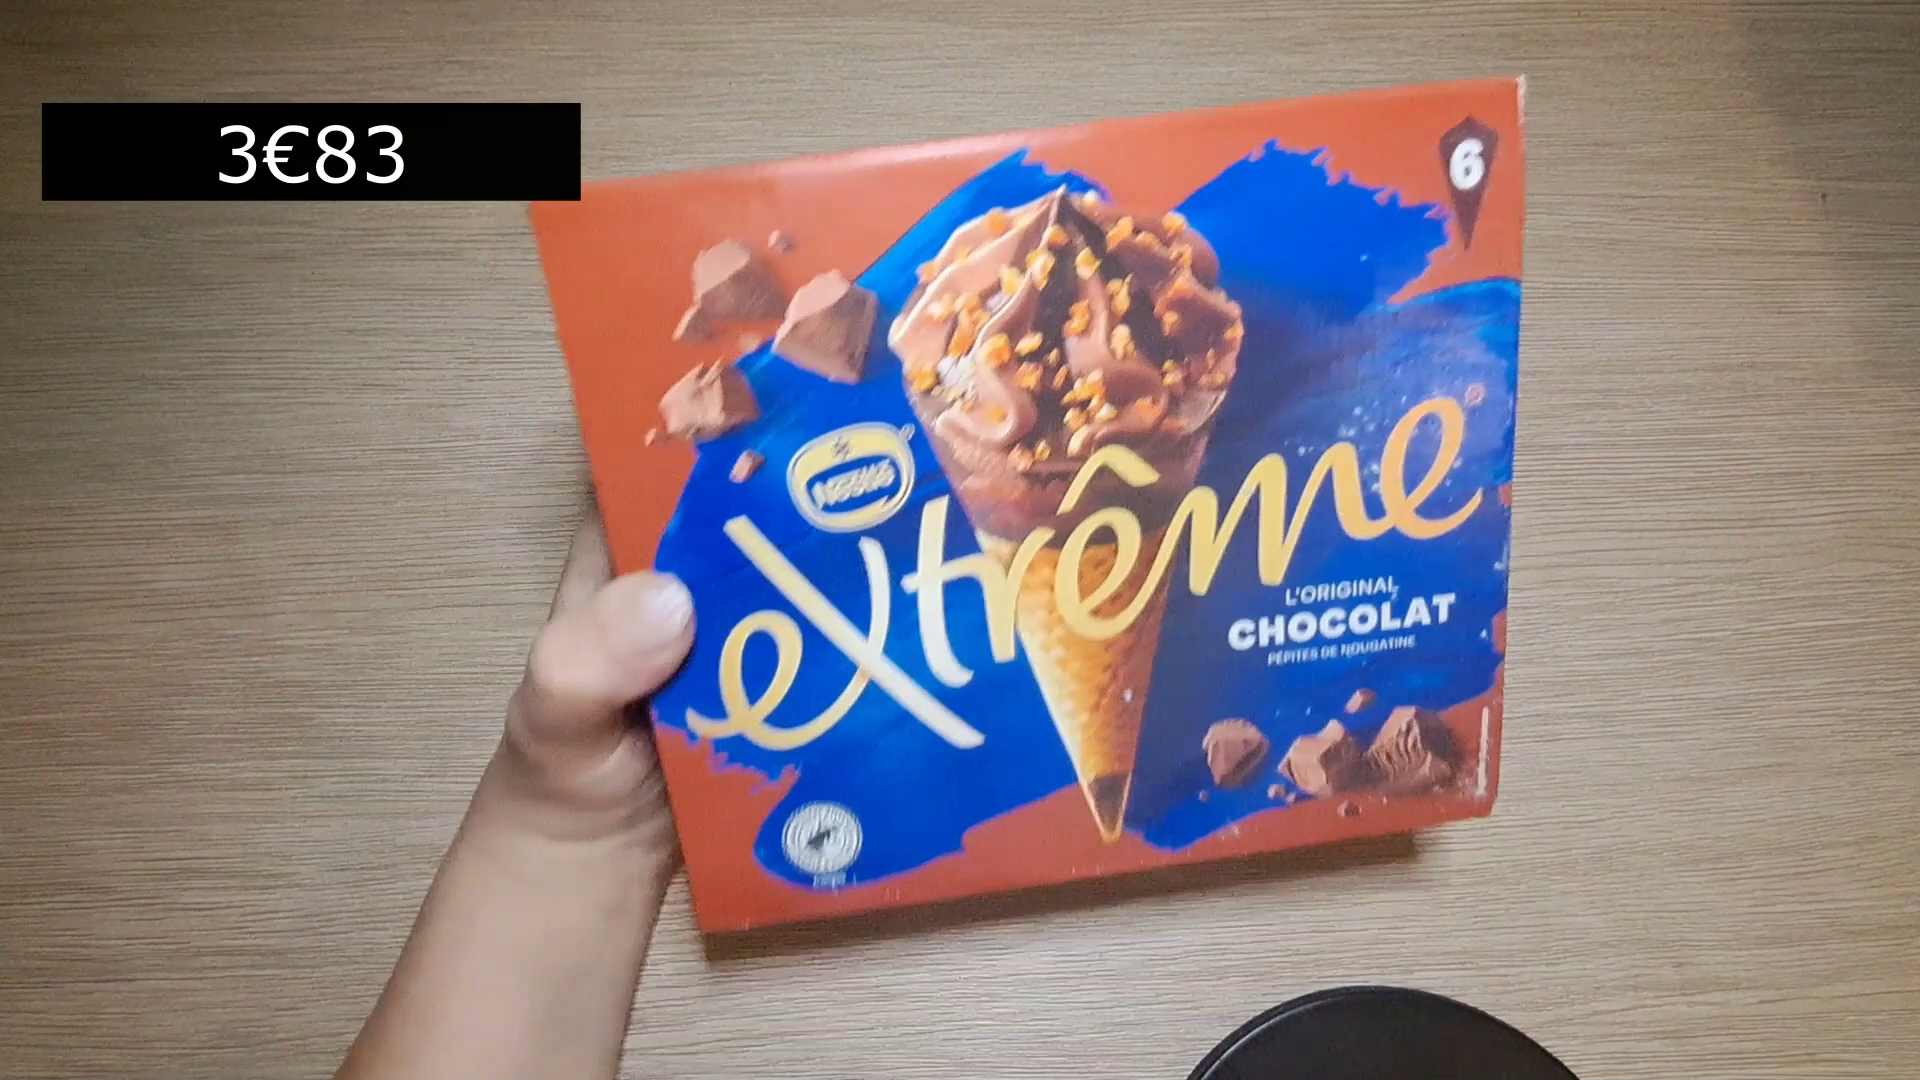 3€83
6
Nestlé
extrême
L'ORIGINAL
CHOCOLAT
PÉPITES DE NOUGATINE